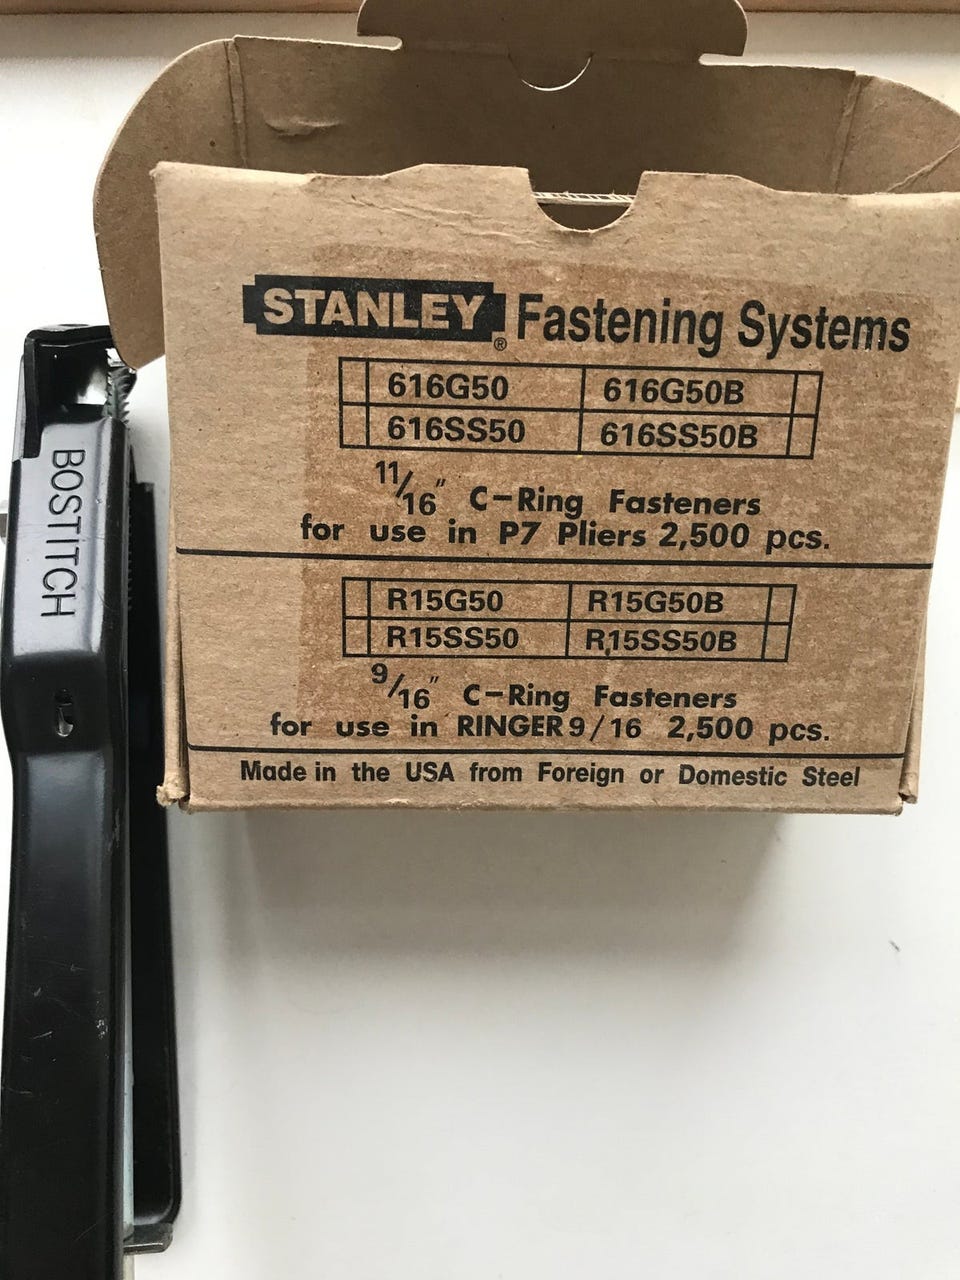 STANLEY® Fastening Systems
616G50 616G50B
616SS50 616SS50B
11/16" C-Ring Fasteners
for use in P7 Pliers 2,500 pcs.
R15G50 R15G50B
R15SS50 R15SS50B
9/16" C-Ring Fasteners
for use in RINGER 9/16 2,500 pcs.
Made in the USA from Foreign or Domestic Steel
BOSTITCH